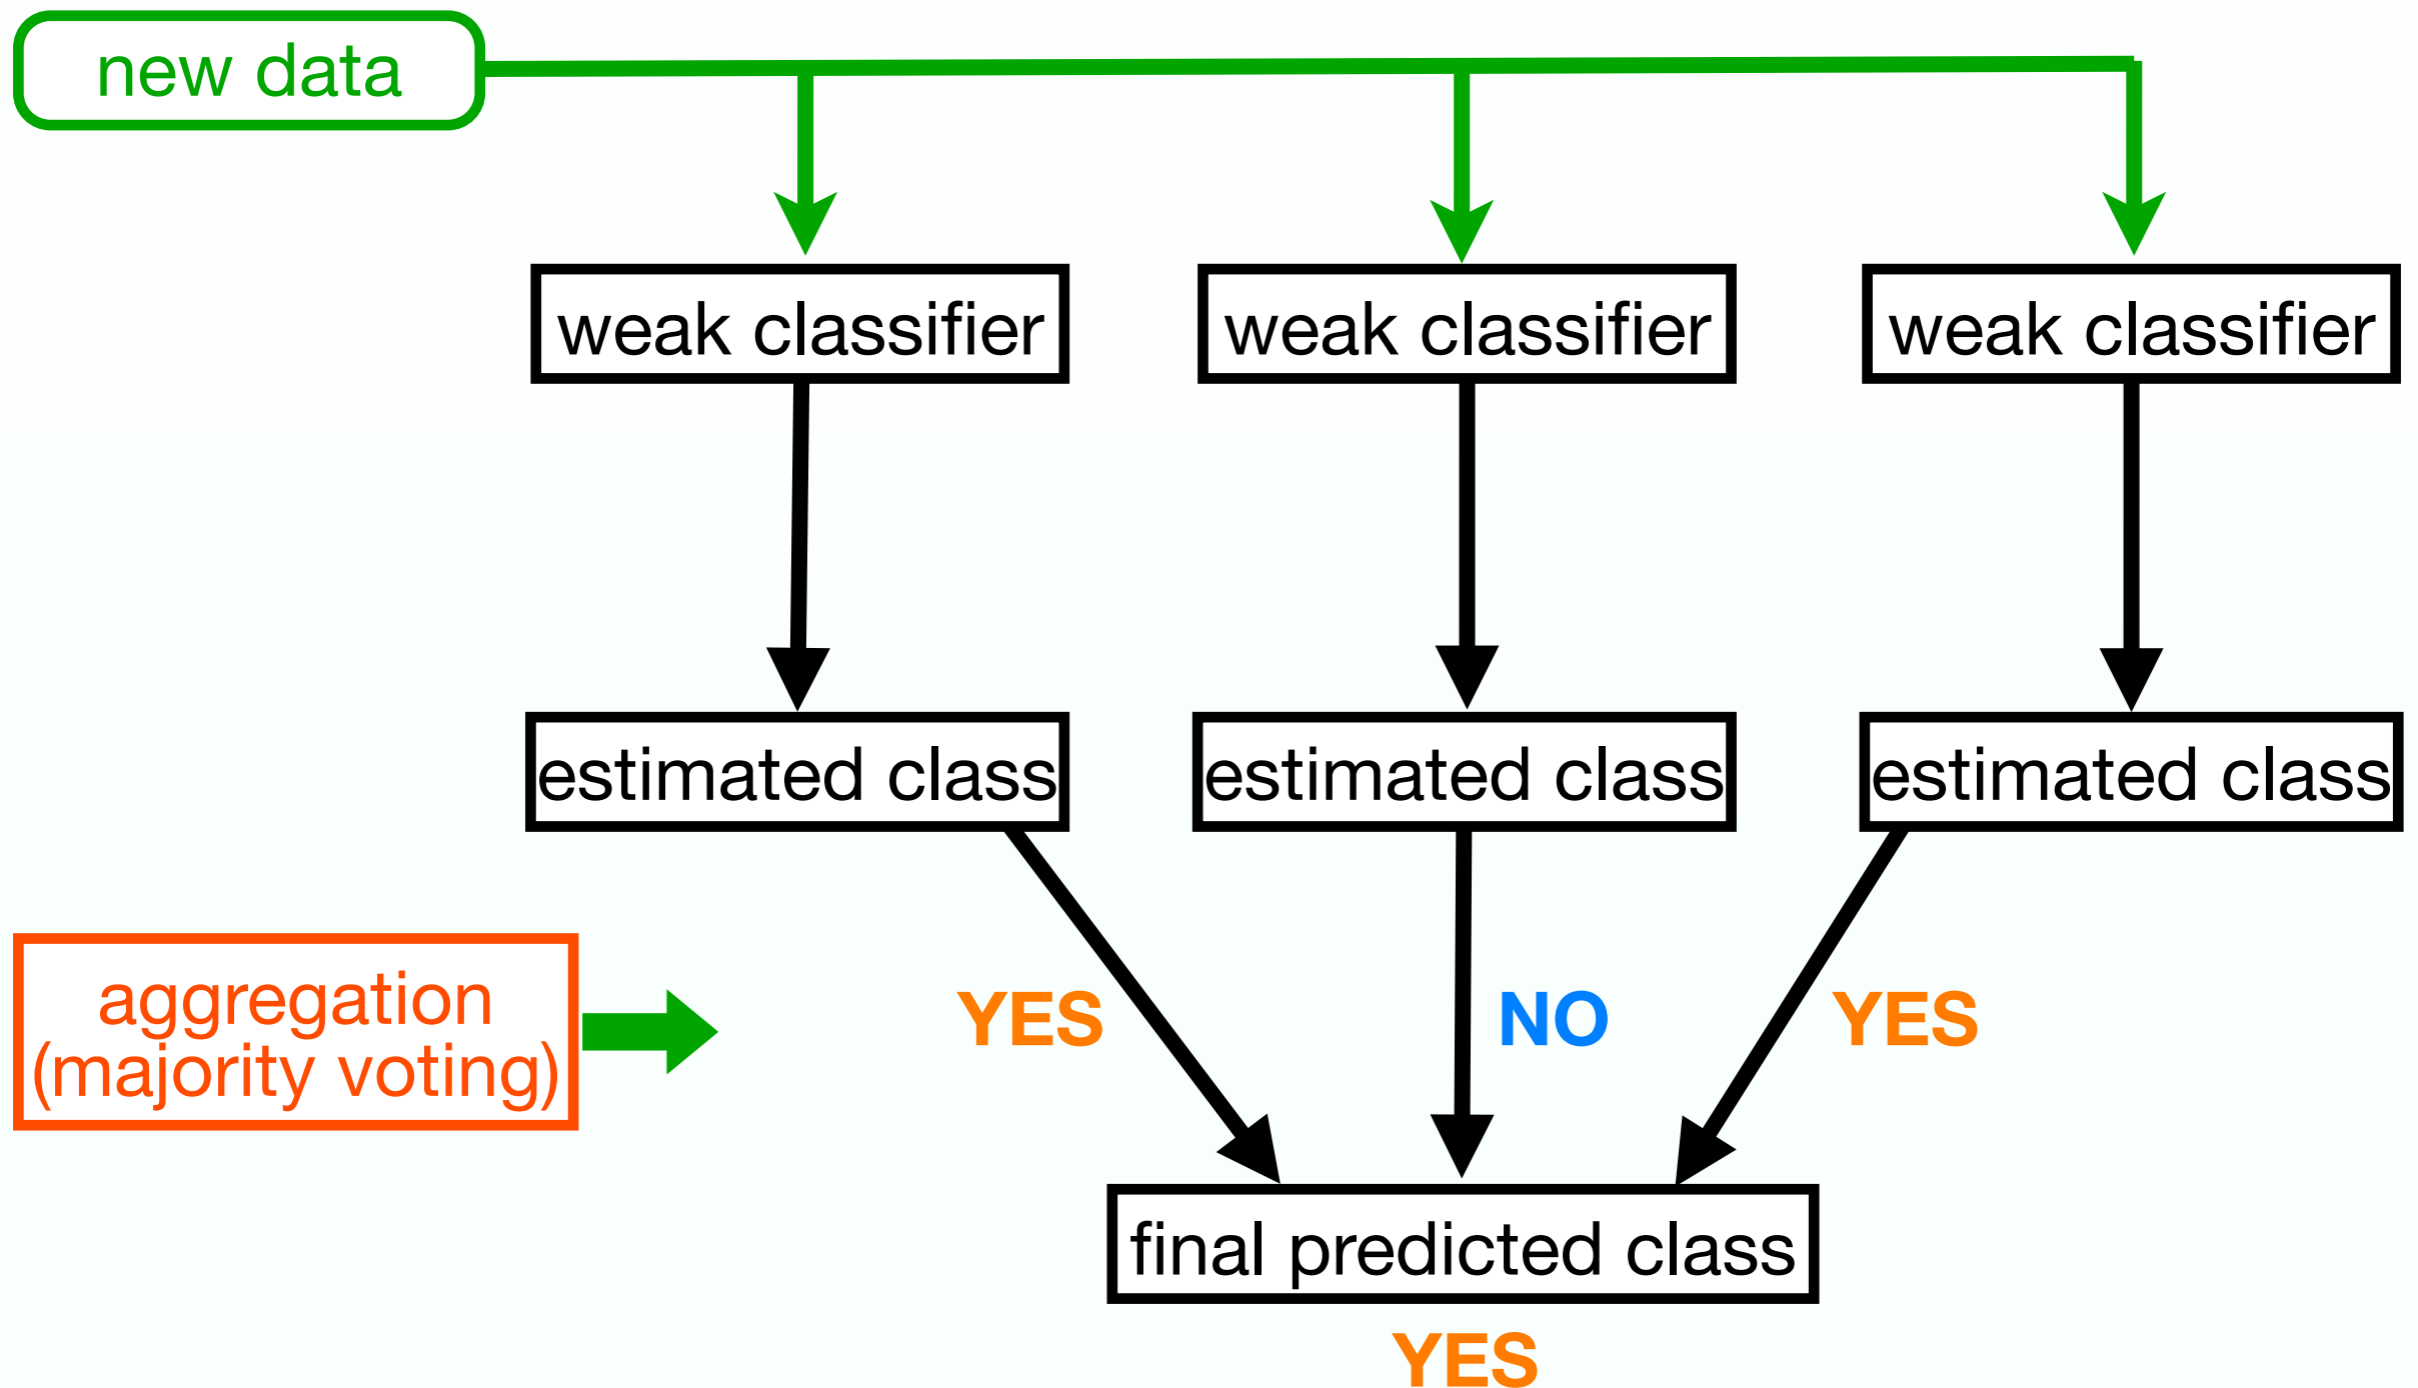 new data
weak classifier
weak classifier
weak classifier
estimated class
estimated class
estimated class
aggregation
(majority voting)
YES
NO
YES
final predicted class
YES